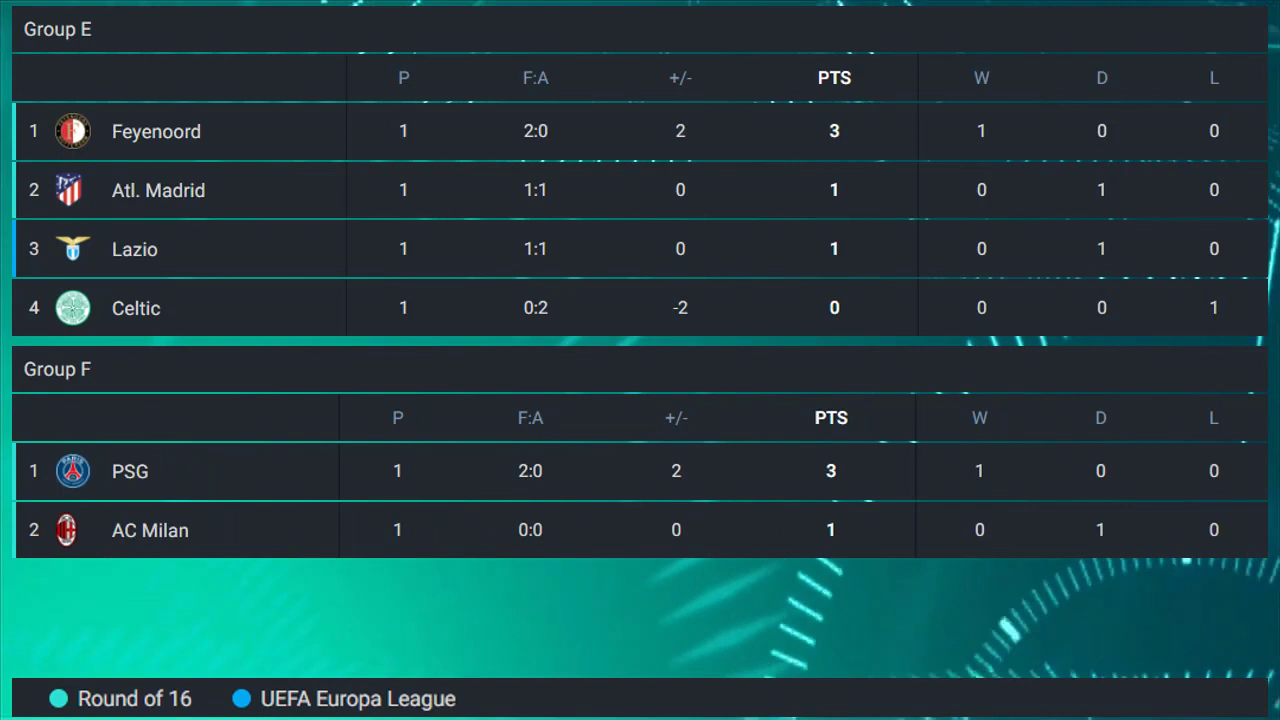 Group E
P F:A +/- PTS W D L
1 Feyenoord 1 2:0 2 3 1 0 0
2 Atl. Madrid 1 1:1 0 1 0 1 0
3 Lazio 1 1:1 0 1 0 1 0
4 Celtic 1 0:2 -2 0 0 0 1
Group F
P F:A +/- PTS W D L
1 PSG 1 2:0 2 3 1 0 0
2 AC Milan 1 0:0 0 1 0 1 0
Round of 16 UEFA Europa League